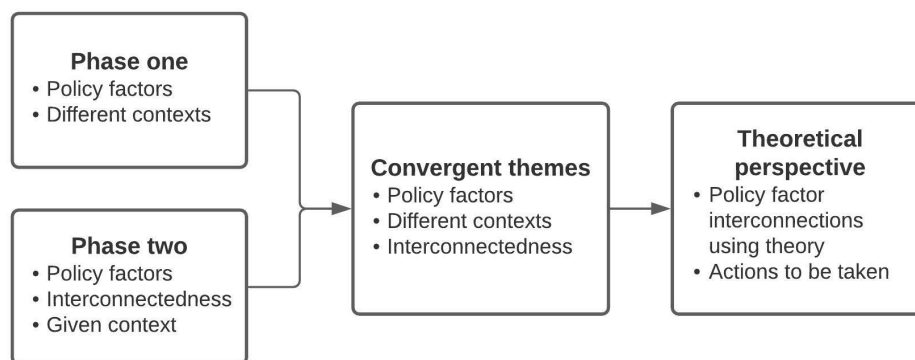 Phase one
• Policy factors
• Different contexts
Phase two
• Policy factors
• Interconnectedness
• Given context
Convergent themes
• Policy factors
• Different contexts
• Interconnectedness
Theoretical
perspective
• Policy factor
interconnections
using theory
• Actions to be taken